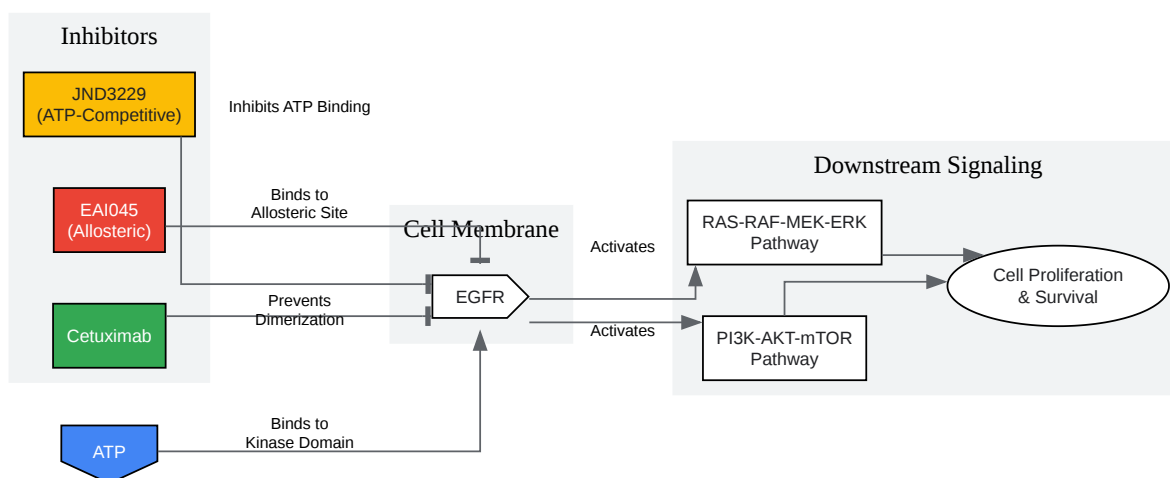 Inhibitors
JND3229
(ATP-Competitive)
Inhibits ATP Binding
EAI045
(Allosteric)
Binds to
Allosteric Site
Cetuximab
Prevents
Dimerization
ATP
Binds to
Kinase Domain
Cell Membrane
EGFR
Activates
Activates
Downstream Signaling
RAS-RAF-MEK-ERK
Pathway
PI3K-AKT-mTOR
Pathway
Cell Proliferation
& Survival